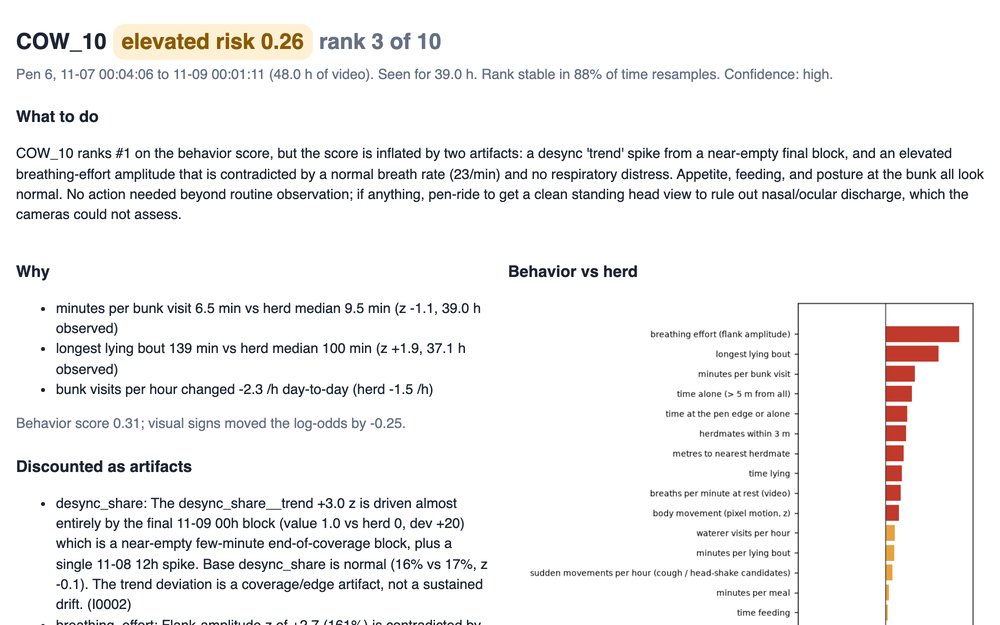 COW_10 elevated risk 0.26 rank 3 of 10
Pen 6, 11-07 00:04:06 to 11-09 00:01:11 (48.0 h of video). Seen for 39.0 h. Rank stable in 88% of time resamples. Confidence: high.
What to do
COW_10 ranks #1 on the behavior score, but the score is inflated by two artifacts: a desync 'trend' spike from a near-empty final block, and an elevated
breathing-effort amplitude that is contradicted by a normal breath rate (23/min) and no respiratory distress. Appetite, feeding, and posture at the bunk all look
normal. No action needed beyond routine observation; if anything, pen-ride to get a clean standing head view to rule out nasal/ocular discharge, which the
cameras could not assess.
Why
• minutes per bunk visit 6.5 min vs herd median 9.5 min (z -1.1, 39.0 h
observed)
• longest lying bout 139 min vs herd median 100 min (z +1.9, 37.1 h
observed)
• bunk visits per hour changed -2.3 /h day-to-day (herd -1.5 /h)
Behavior score 0.31; visual signs moved the log-odds by -0.25.
Discounted as artifacts
• desync_share: The desync_share__trend +3.0 z is driven almost
entirely by the final 11-09 00h block (value 1.0 vs herd 0, dev +20)
which is a near-empty few-minute end-of-coverage block, plus a
single 11-08 12h spike. Base desync_share is normal (16% vs 17%, z
-0.1). The trend deviation is a coverage/edge artifact, not a sustained
drift. (I0002)
• breathing_effort: Flank amplitude z of +2.7 (161%) is contradicted by
Behavior vs herd
breathing effort (flank amplitude)
longest lying bout
minutes per bunk visit
time alone (> 5 m from all)
time at the pen edge or alone
herdmates within 3 m
metres to nearest herdmate
time lying
breaths per minute at rest (video)
body movement (pixel motion, z)
waterer visits per hour
minutes per lying bout
sudden movements per hour (cough / head-shake candidates)
minutes per meal
time feeding